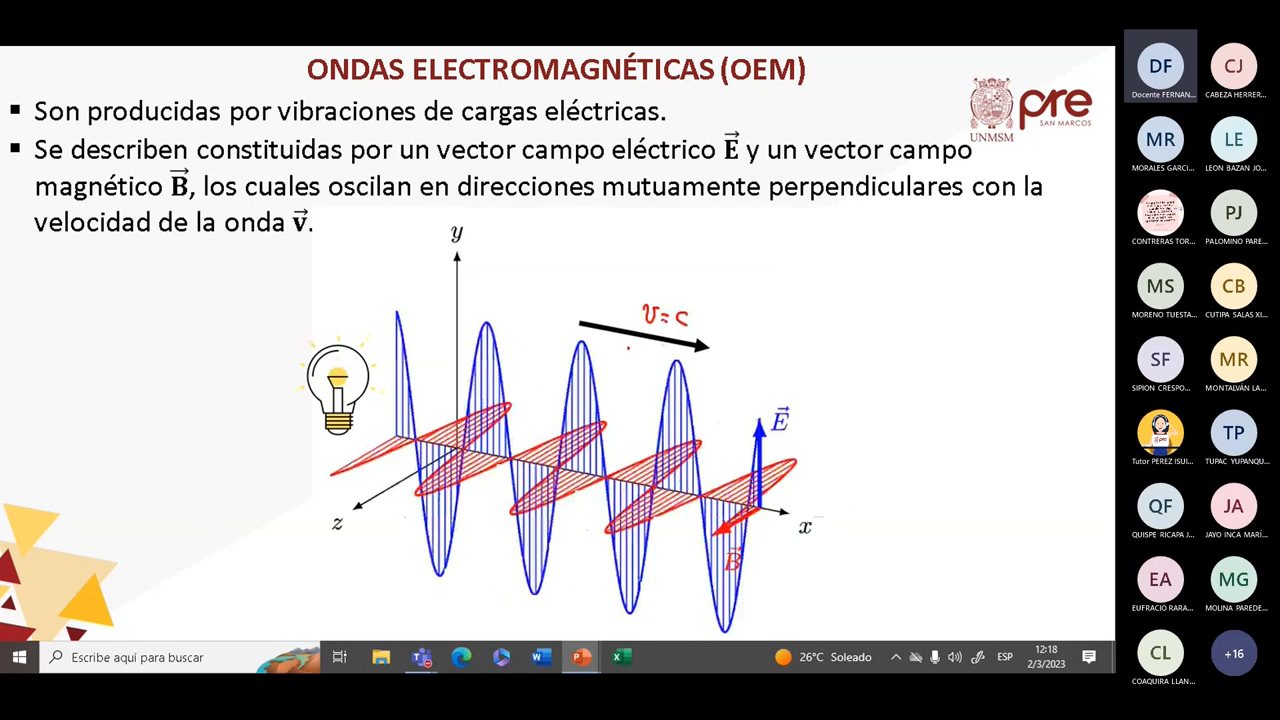 ONDAS ELECTROMAGNÉTICAS (OEM)
▪ Son producidas por vibraciones de cargas eléctricas.
▪ Se describen constituidas por un vector campo eléctrico E⃗ y un vector campo
magnético B⃗, los cuales oscilan en direcciones mutuamente perpendiculares con la
velocidad de la onda v⃗.
UNMSM
pre
SAN MARCOS
y
v = c
E⃗
z
x
B⃗
Escribe aquí para buscar
26°C Soleado
ESP
12:18
2/3/2023
DF
Docente FERNAN...
CJ
CABEZA HERRER...
MR
MORALES GARCI...
LE
LEON BAZAN JO...
CONTRERAS TOR...
PJ
PALOMINO PARE...
MS
MORENO TUESTA...
CB
CUTIPA SALAS XI...
SF
SIPION CRESPO...
MR
MONTALVÁN LA...
Tutor PEREZ ISUI...
TP
TUPAC YUPANQU...
QF
QUISPE RICAPA J...
JA
JAYO INCA MARÍ...
EA
EUFRACIO RARA...
MG
MOLINA PAREDE...
CL
COAQUIRA LLAN...
+16